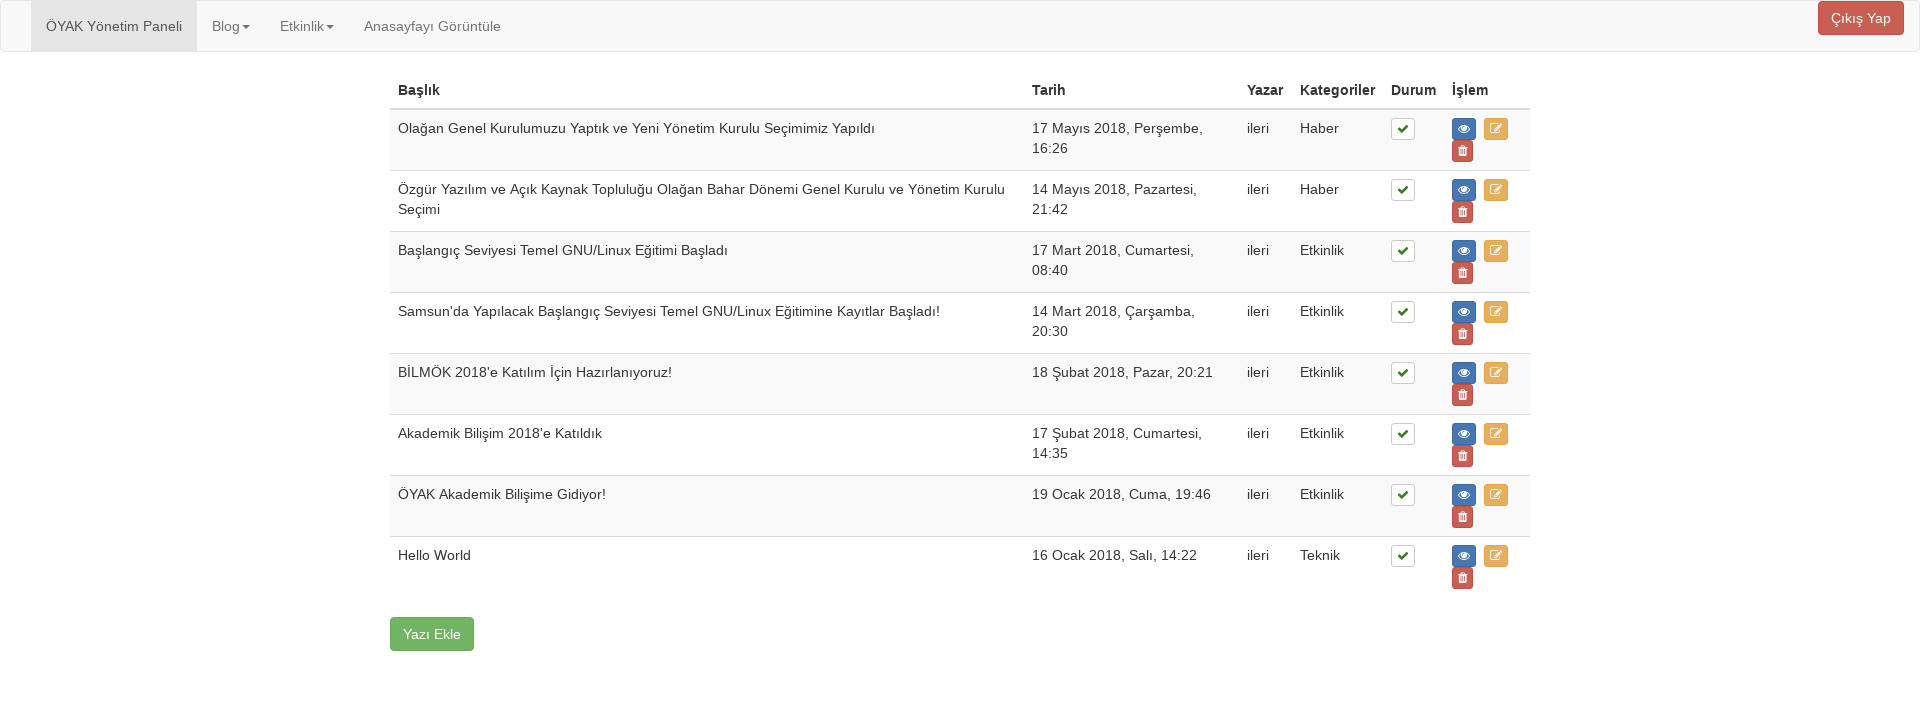 ÖYAK Yönetim Paneli Blog Etkinlik Anasayfayı Görüntüle Çıkış Yap
Başlık Tarih Yazar Kategoriler Durum İşlem
Olağan Genel Kurulumuzu Yaptık ve Yeni Yönetim Kurulu Seçimimiz Yapıldı 17 Mayıs 2018, Perşembe, ileri Haber
16:26
Özgür Yazılım ve Açık Kaynak Topluluğu Olağan Bahar Dönemi Genel Kurulu ve Yönetim Kurulu 14 Mayıs 2018, Pazartesi, ileri Haber
Seçimi 21:42
Başlangıç Seviyesi Temel GNU/Linux Eğitimi Başladı 17 Mart 2018, Cumartesi, ileri Etkinlik
08:40
Samsun'da Yapılacak Başlangıç Seviyesi Temel GNU/Linux Eğitimine Kayıtlar Başladı! 14 Mart 2018, Çarşamba, ileri Etkinlik
20:30
BİLMÖK 2018'e Katılım İçin Hazırlanıyoruz! 18 Şubat 2018, Pazar, 20:21 ileri Etkinlik
Akademik Bilişim 2018'e Katıldık 17 Şubat 2018, Cumartesi, ileri Etkinlik
14:35
ÖYAK Akademik Bilişime Gidiyor! 19 Ocak 2018, Cuma, 19:46 ileri Etkinlik
Hello World 16 Ocak 2018, Salı, 14:22 ileri Teknik
Yazı Ekle